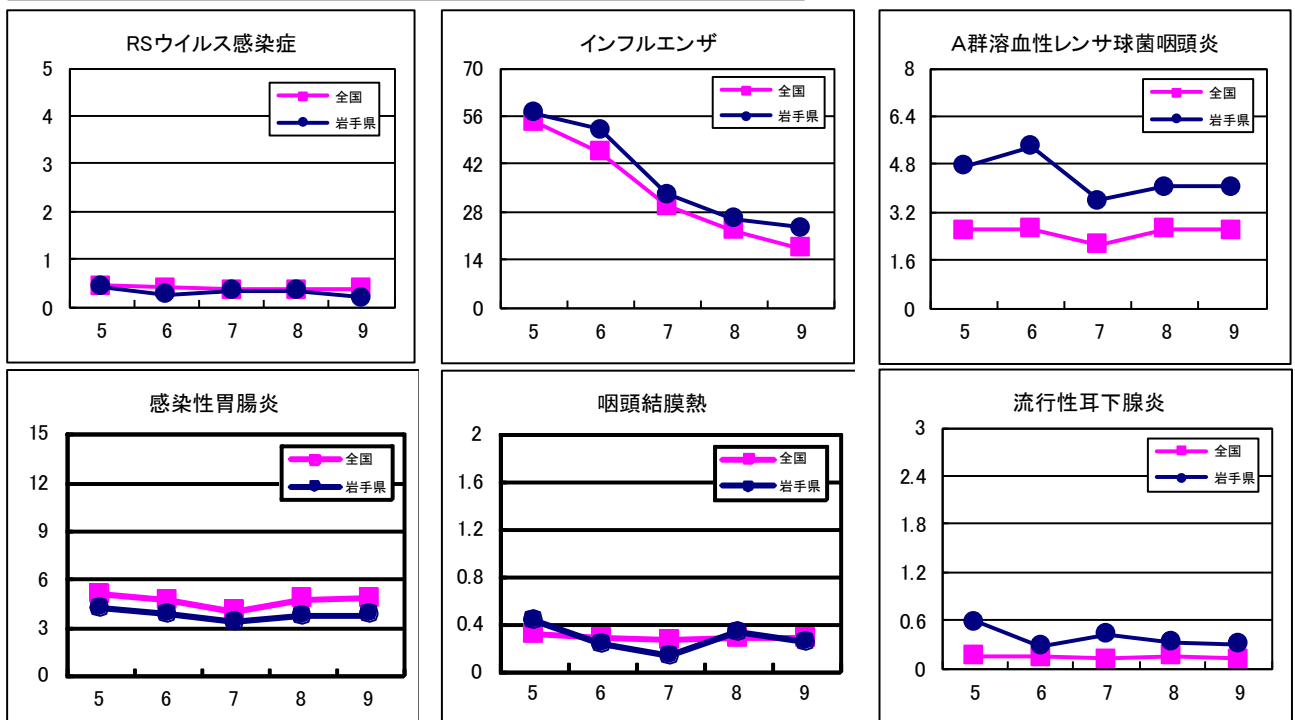 RSウイルス感染症
5
4
3
2
1
0
全国
岩手県
5 6 7 8 9
インフルエンザ
70
56
42
28
14
0
全国
岩手県
5 6 7 8 9
A群溶血性レンサ球菌咽頭炎
8
6.4
4.8
3.2
1.6
0
全国
岩手県
5 6 7 8 9
感染性胃腸炎
15
12
9
6
3
0
全国
岩手県
5 6 7 8 9
咽頭結膜熱
2
1.6
1.2
0.8
0.4
0
全国
岩手県
5 6 7 8 9
流行性耳下腺炎
3
2.4
1.8
1.2
0.6
0
全国
岩手県
5 6 7 8 9